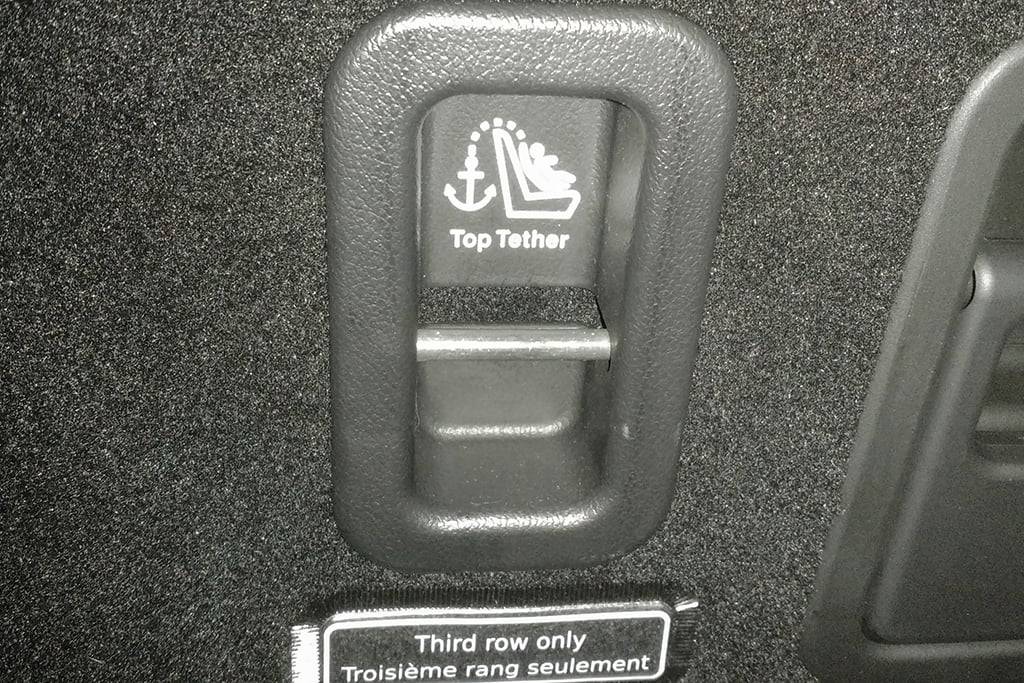 Top Tether
Third row only
Troisième rang seulement